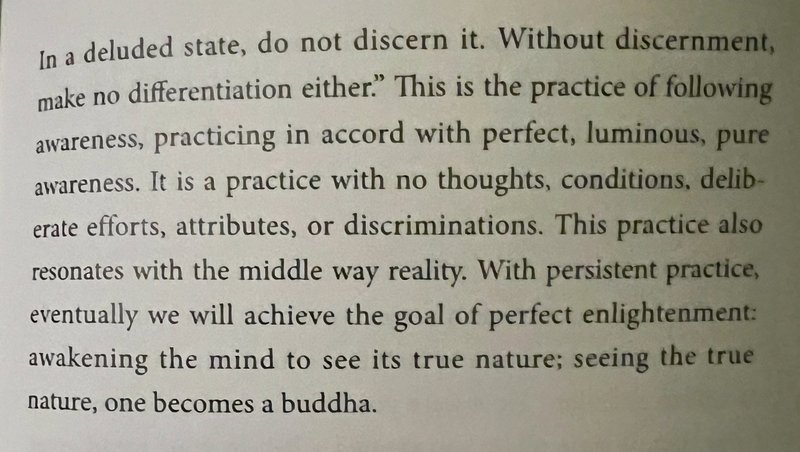 In a deluded state, do not discern it. Without discernment,
make no differentiation either.” This is the practice of following
awareness, practicing in accord with perfect, luminous, pure
awareness. It is a practice with no thoughts, conditions, delib-
erate efforts, attributes, or discriminations. This practice also
resonates with the middle way reality. With persistent practice,
eventually we will achieve the goal of perfect enlightenment:
awakening the mind to see its true nature; seeing the true
nature, one becomes a buddha.